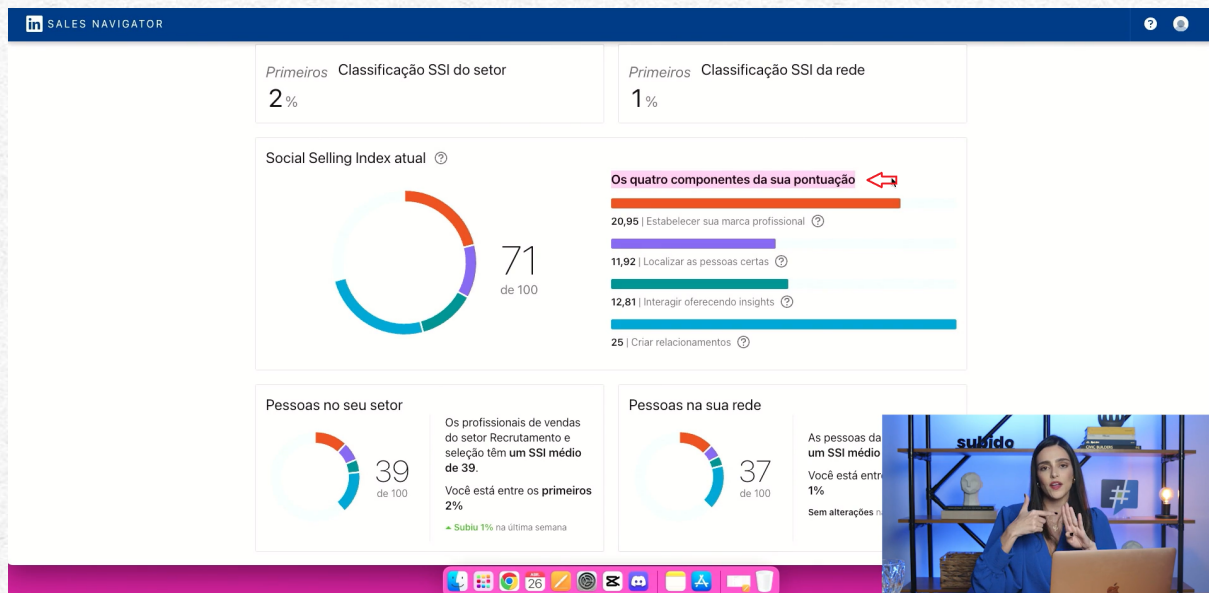 in SALES NAVIGATOR
Primeiros Classificação SSI do setor
2 %
Primeiros Classificação SSI da rede
1 %
Social Selling Index atual
71
de 100
Os quatro componentes da sua pontuação
20,95 | Estabelecer sua marca profissional
11,92 | Localizar as pessoas certas
12,81 | Interagir oferecendo insights
25 | Criar relacionamentos
Pessoas no seu setor
39
de 100
Os profissionais de vendas
do setor Recrutamento e
seleção têm um SSI médio
de 39.
Você está entre os primeiros
2%
Subiu 1% na última semana
Pessoas na sua rede
37
de 100
As pessoas da
um SSI médio
Você está entre
1%
Sem alterações
subido
#
26